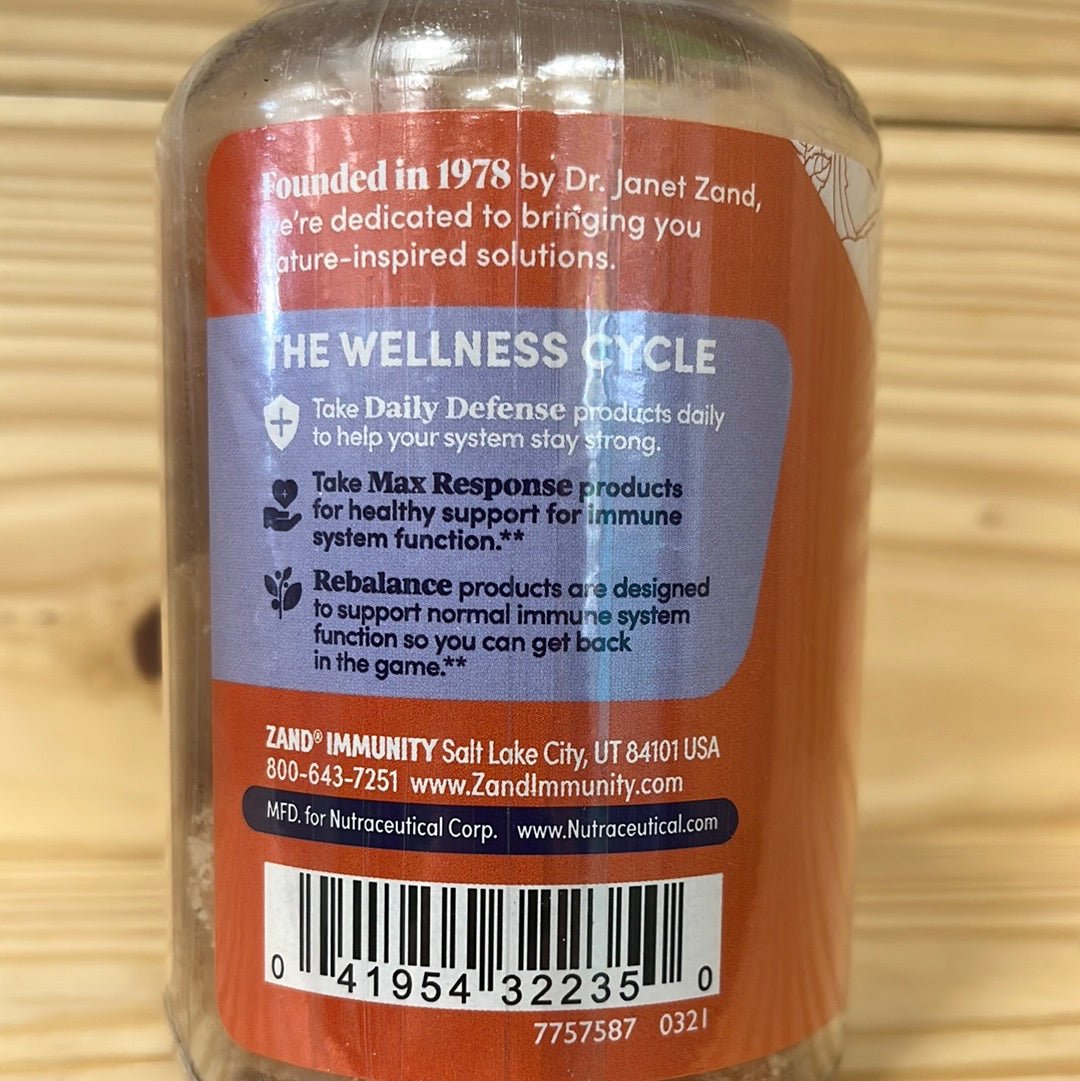 Founded in 1978 by Dr. Janet Zand,
we're dedicated to bringing you
nature-inspired solutions.
THE WELLNESS CYCLE
Take Daily Defense products daily
to help your system stay strong.
Take Max Response products
for healthy support for immune
system function.**
Rebalance products are designed
to support normal immune system
function so you can get back
in the game.**
ZAND® IMMUNITY Salt Lake City, UT 84101 USA
800-643-7251 www.ZandImmunity.com
MFD. for Nutraceutical Corp. www.Nutraceutical.com
0 41954 32235 0
7757587 0321